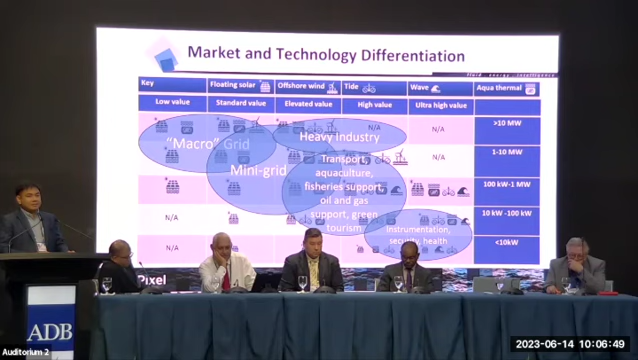 Market and Technology Differentiation
fluid energy intelligence
Key
Floating solar
Offshore wind
Tide
Wave
Aqua thermal
Low value
Standard value
Elevated value
High value
Ultra high value
N/A
N/A
>10 MW
"Macro" Grid
Heavy industry
N/A
1-10 MW
Mini-grid
Transport,
aquaculture,
fisheries support,
oil and gas
support, green
tourism
100 kW-1 MW
N/A
10 kW -100 kW
Instrumentation,
security, health
N/A
<10kW
Pixel
ADB
Auditorium 2
2023-06-14 10:06:49